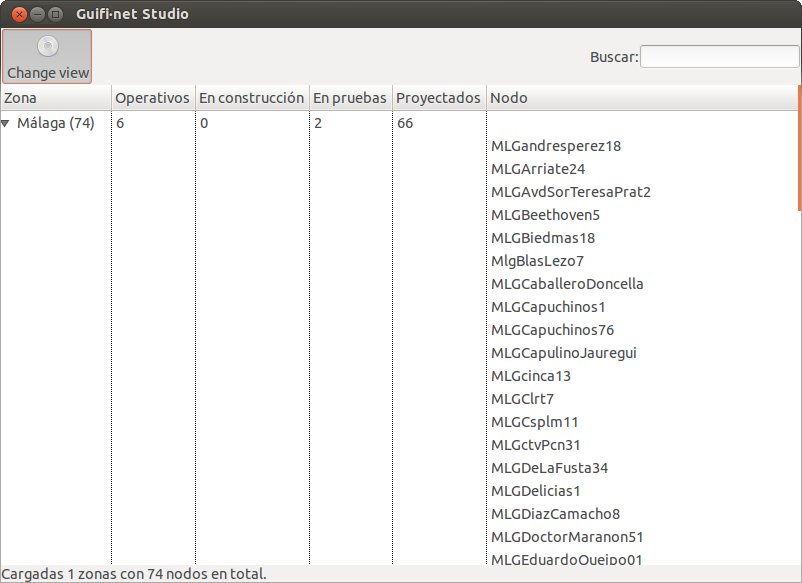 Guifi·net Studio
Change view
Buscar:
Zona Operativos En construcción En pruebas Proyectados Nodo
Málaga (74) 6 0 2 66
MLGandresperez18
MLGArriate24
MLGAvdSorTeresaPrat2
MLGBeethoven5
MLGBiedmas18
MlgBlasLezo7
MLGCaballeroDoncella
MLGCapuchinos1
MLGCapuchinos76
MLGCapulinoJauregui
MLGcinca13
MLGClrt7
MLGCsplm11
MLGctvPcn31
MLGDeLaFusta34
MLGDelicias1
MLGDiazCamacho8
MLGDoctorMaranon51
MLGEduardoQueipo01
Cargadas 1 zonas con 74 nodos en total.